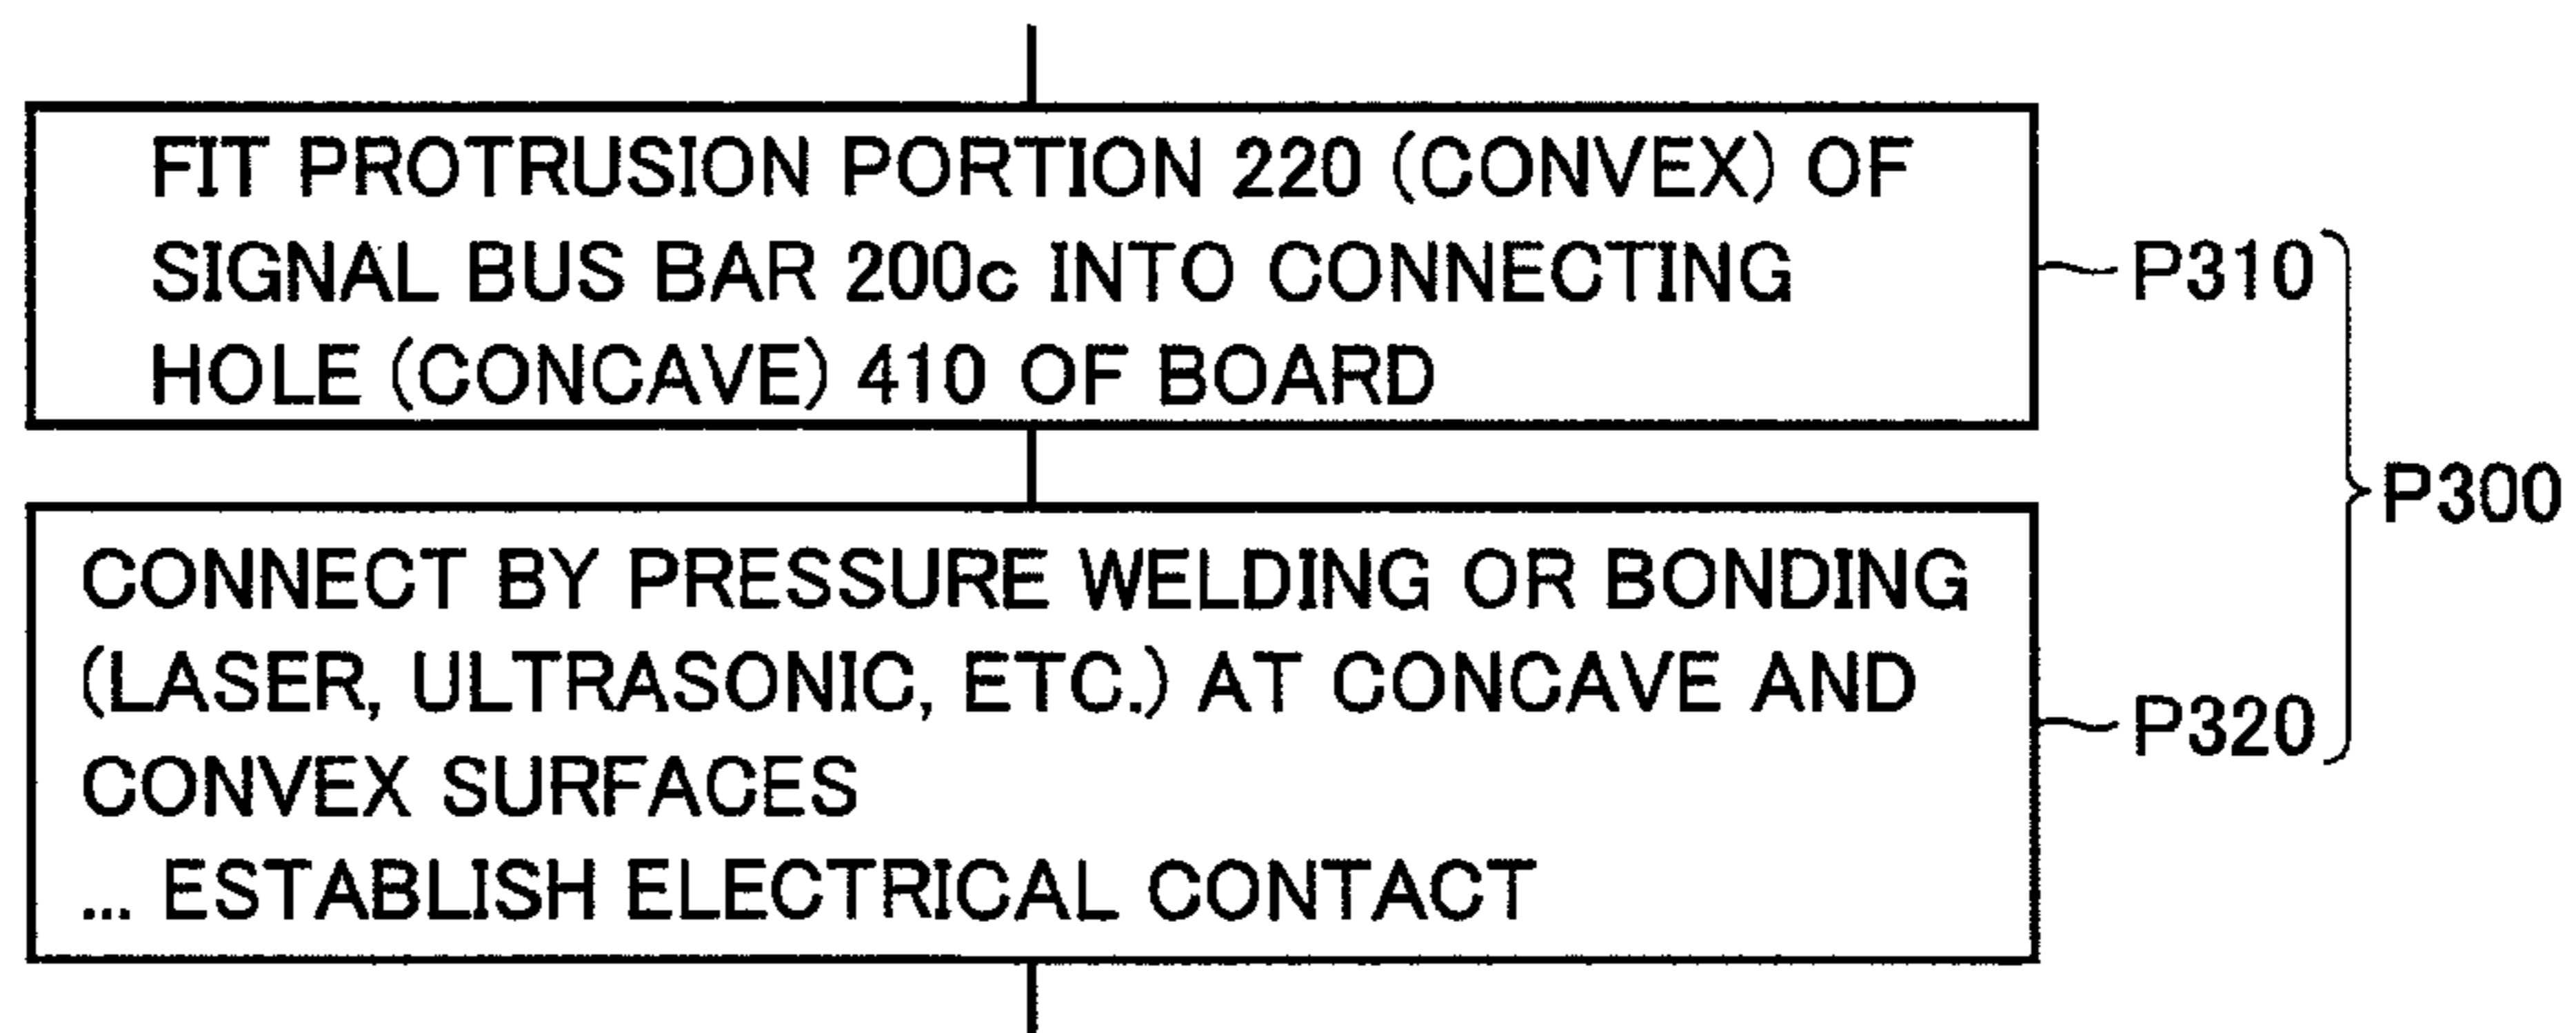 FIT PROTRUSION PORTION 220 (CONVEX) OF
SIGNAL BUS BAR 200c INTO CONNECTING
HOLE (CONCAVE) 410 OF BOARD
P310
P300
CONNECT BY PRESSURE WELDING OR BONDING
(LASER, ULTRASONIC, ETC.) AT CONCAVE AND
CONVEX SURFACES
... ESTABLISH ELECTRICAL CONTACT
P320